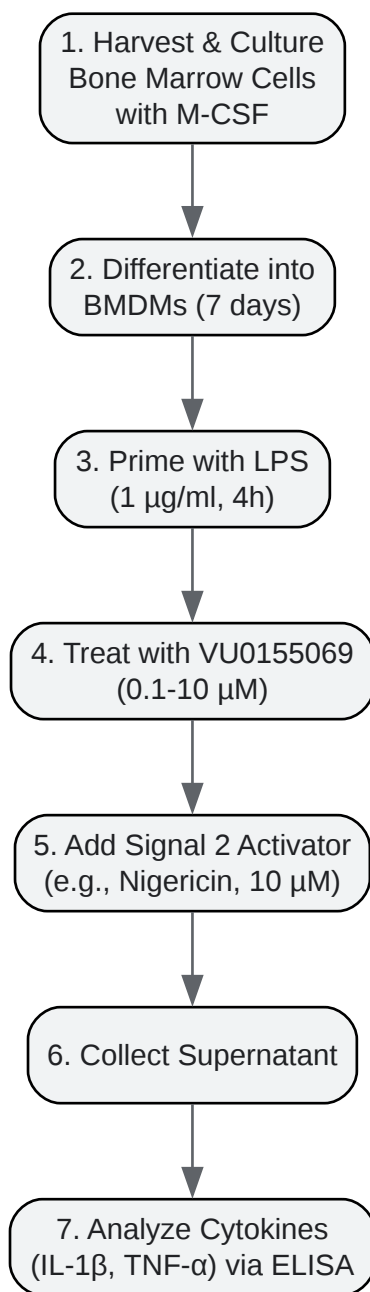 1. Harvest & Culture
Bone Marrow Cells
with M-CSF
2. Differentiate into
BMDMs (7 days)
3. Prime with LPS
(1 µg/ml, 4h)
4. Treat with VU0155069
(0.1-10 µM)
5. Add Signal 2 Activator
(e.g., Nigericin, 10 µM)
6. Collect Supernatant
7. Analyze Cytokines
(IL-1β, TNF-α) via ELISA